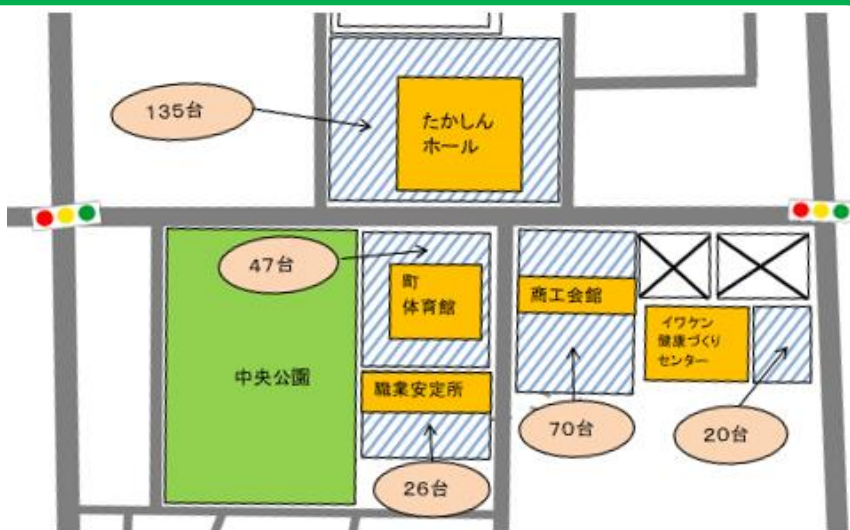 135台
たかしん
ホール
47台
町
体育館
商工会館
イワケン
健康づくり
センター
中央公園
職業安定所
70台
20台
26台